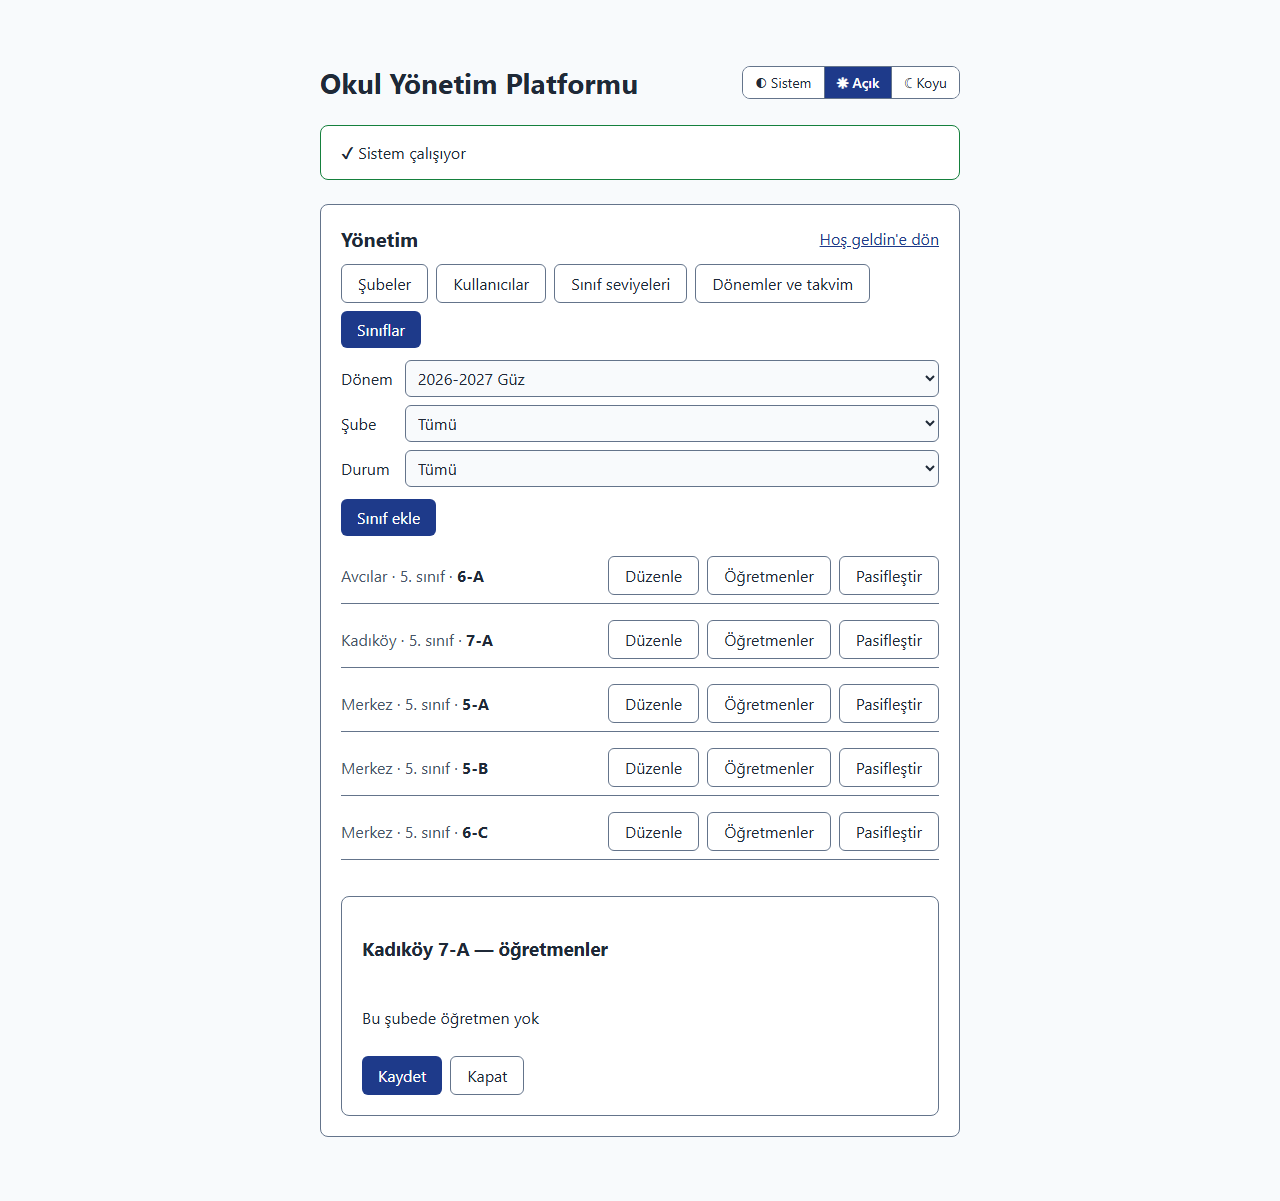 Okul Yönetim Platformu
◐ Sistem
✱ Açık
☾ Koyu
✓ Sistem çalışıyor
Yönetim
Hoş geldin'e dön
Şubeler
Kullanıcılar
Sınıf seviyeleri
Dönemler ve takvim
Sınıflar
Dönem
2026-2027 Güz
Şube
Tümü
Durum
Tümü
Sınıf ekle
Avcılar · 5. sınıf · 6-A
Düzenle
Öğretmenler
Pasifleştir
Kadıköy · 5. sınıf · 7-A
Düzenle
Öğretmenler
Pasifleştir
Merkez · 5. sınıf · 5-A
Düzenle
Öğretmenler
Pasifleştir
Merkez · 5. sınıf · 5-B
Düzenle
Öğretmenler
Pasifleştir
Merkez · 5. sınıf · 6-C
Düzenle
Öğretmenler
Pasifleştir
Kadıköy 7-A — öğretmenler
Bu şubede öğretmen yok
Kaydet
Kapat